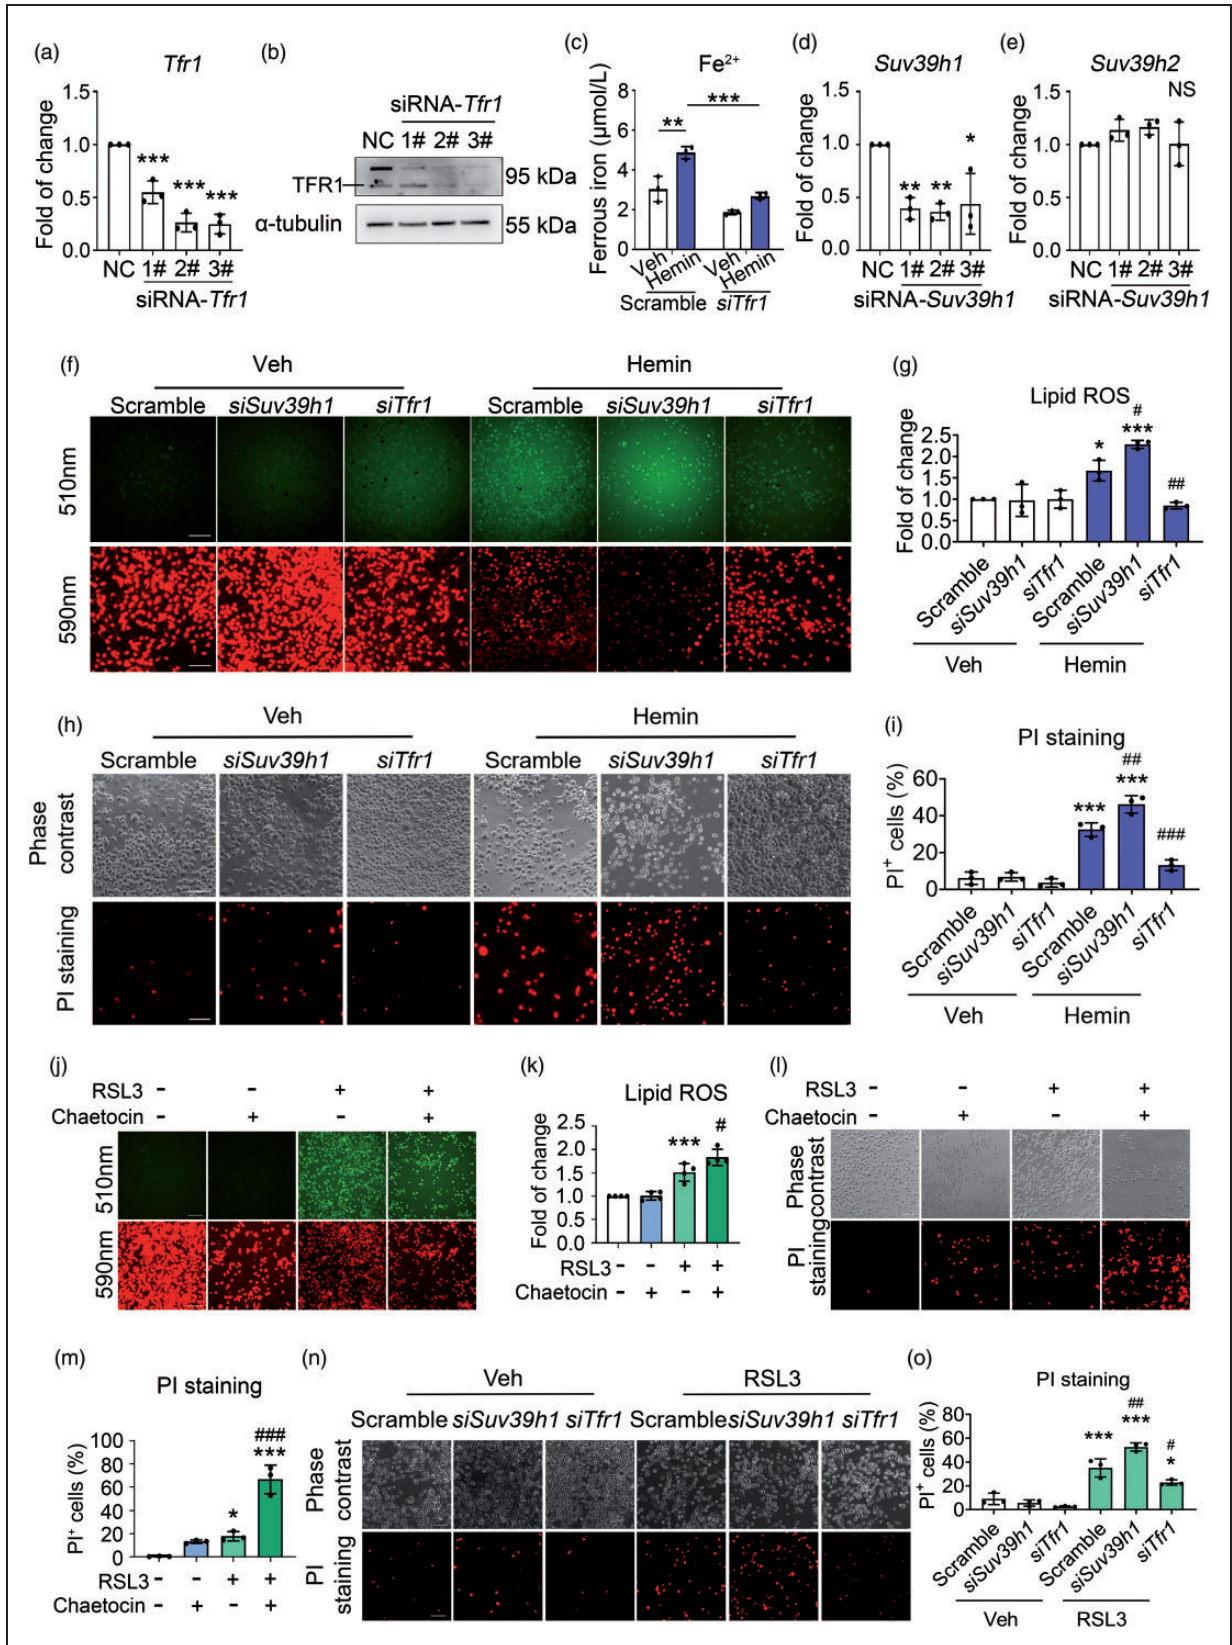 (a)
Tfr1
Fold of change
1.5
1.0
0.5
0.0
***
***
***
NC 1# 2# 3#
siRNA-Tfr1
(b)
siRNA-Tfr1
NC 1# 2# 3#
TFR1
95 kDa
α-tubulin
55 kDa
(c)
Fe2+
Ferrous iron (μmol/L)
8
6
4
2
0
**
***
Veh
Hemin
Veh
Hemin
Scramble
siTfr1
(d)
Suv39h1
Fold of change
1.5
1.0
0.5
0.0
**
**
*
NC 1# 2# 3#
siRNA-Suv39h1
(e)
Suv39h2
NS
Fold of change
1.5
1.0
0.5
0.0
NC 1# 2# 3#
siRNA-Suv39h1
(f)
Veh
Hemin
Scramble siSuv39h1 siTfr1 Scramble siSuv39h1 siTfr1
510nm
590nm
(g)
Lipid ROS
Fold of change
2.5
2.0
1.5
1.0
0.5
0.0
*
#
***
##
Scramble
siSuv39h1
siTfr1
Scramble
siSuv39h1
siTfr1
Veh
Hemin
(h)
Veh
Hemin
Scramble siSuv39h1 siTfr1 Scramble siSuv39h1 siTfr1
Phase
contrast
PI staining
(i)
PI staining
PI+ cells (%)
60
40
20
0
***
##
***
###
Scramble
siSuv39h1
siTfr1
Scramble
siSuv39h1
siTfr1
Veh
Hemin
(j)
RSL3 - - + +
Chaetocin - + - +
510nm
590nm
(k)
Lipid ROS
Fold of change
2.5
2.0
1.5
1.0
0.5
0.0
***
#
RSL3 - - + +
Chaetocin - + - +
(l)
RSL3 - - + +
Chaetocin - + - +
Phase
contrast
PI
staining
(m)
PI staining
PI+ cells (%)
100
80
60
40
20
0
*
###
***
RSL3 - - + +
Chaetocin - + - +
(n)
Veh
RSL3
Scramble siSuv39h1 siTfr1 Scramble siSuv39h1 siTfr1
Phase
contrast
PI
staining
(o)
PI staining
PI+ cells (%)
80
60
40
20
0
***
##
***
#
*
Scramble
siSuv39h1
siTfr1
Scramble
siSuv39h1
siTfr1
Veh
RSL3